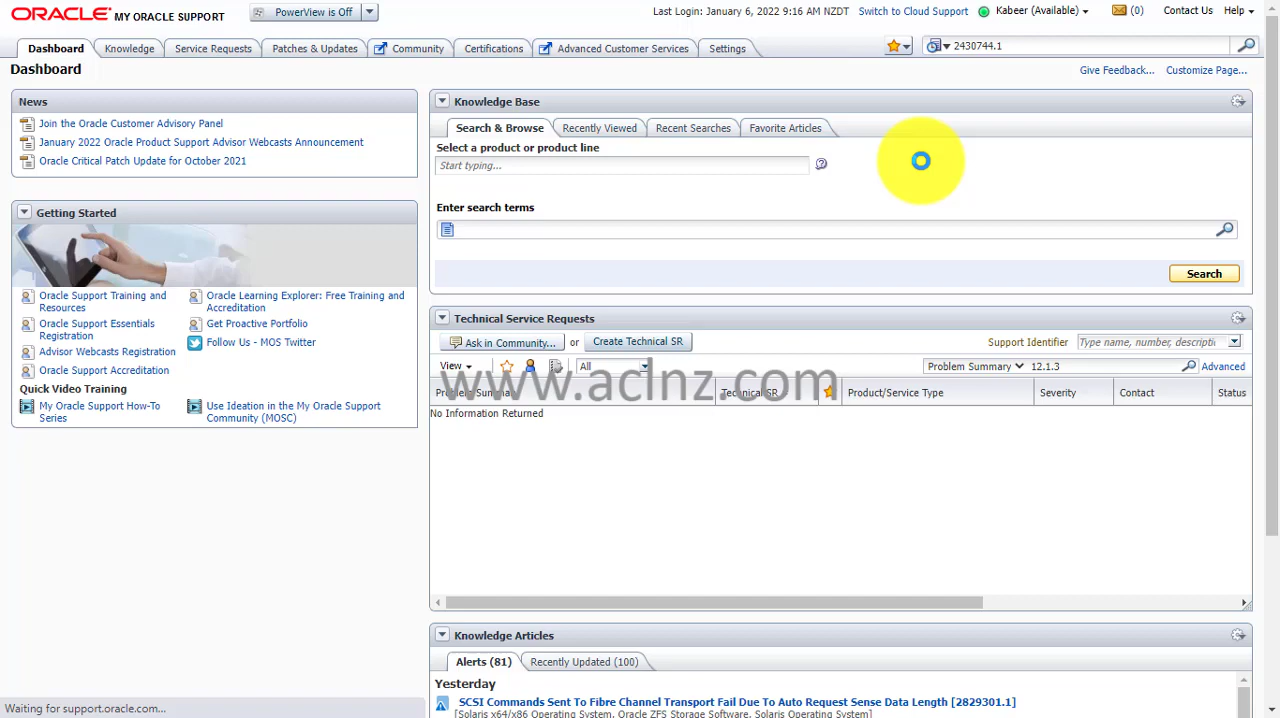 ORACLE MY ORACLE SUPPORT
PowerView is Off
Last Login: January 6, 2022 9:16 AM NZDT
Switch to Cloud Support
Kabeer (Available)
(0)
Contact Us
Help
Dashboard
Knowledge
Service Requests
Patches & Updates
Community
Certifications
Advanced Customer Services
Settings
2430744.1
Dashboard
Give Feedback...
Customize Page...
News
Join the Oracle Customer Advisory Panel
January 2022 Oracle Product Support Advisor Webcasts Announcement
Oracle Critical Patch Update for October 2021
Getting Started
Oracle Support Training and
Resources
Oracle Learning Explorer: Free Training and
Accreditation
Oracle Support Essentials
Registration
Get Proactive Portfolio
Follow Us - MOS Twitter
Advisor Webcasts Registration
Oracle Support Accreditation
Quick Video Training
My Oracle Support How-To
Series
Use Ideation in the My Oracle Support
Community (MOSC)
Knowledge Base
Search & Browse
Recently Viewed
Recent Searches
Favorite Articles
Select a product or product line
Start typing...
Enter search terms
Search
Technical Service Requests
Ask in Community...
or
Create Technical SR
Support Identifier
Type name, number, descripti
View
All
Problem Summary
12.1.3
Advanced
www.aclnz.com
Problem Summary
Technical SR
Product/Service Type
Severity
Contact
Status
No Information Returned
Knowledge Articles
Alerts (81)
Recently Updated (100)
Yesterday
SCSI Commands Sent To Fibre Channel Transport Fail Due To Auto Request Sense Data Length [2829301.1]
[Solaris x64/x86 Operating System, Oracle ZFS Storage Software, Solaris Operating System]
Waiting for support.oracle.com...